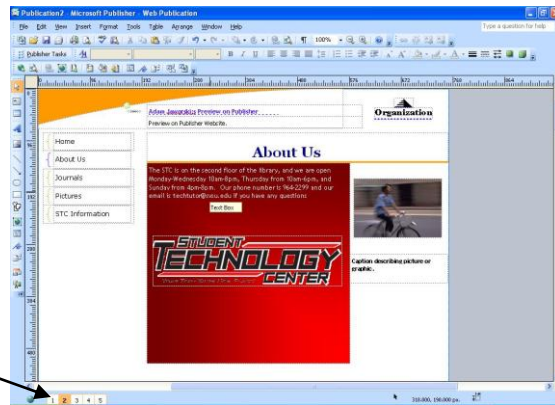 Publication2 - Microsoft Publisher - Web Publication
File Edit View Insert Format Tools Table Arrange Window Help
Type a question for help
100%
Publisher Tasks
Preview on Publisher
Preview on Publisher Website.
Organization
Home
About Us
Journals
Pictures
STC Information
About Us
The STC is on the second floor of the library, and we are open
Monday-Wednesday 10am-8pm, Thursday from 10am-6pm, and
Sunday from 4pm-8pm. Our phone number is 964-2299 and our
email is techtutor@uncp.edu if you have any questions
Text Box
STUDENT
TECHNOLOGY
CENTER
Caption describing picture or
graphic.
1 2 3 4 5